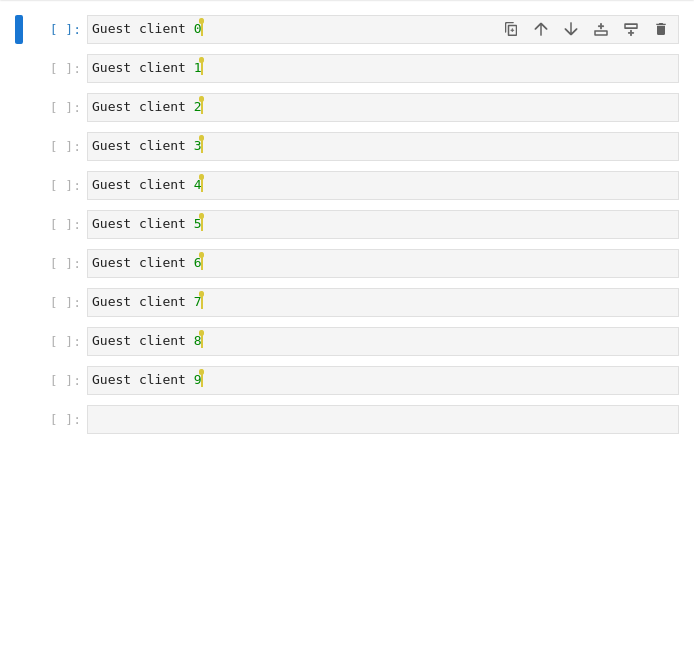 [ ]: Guest client 0
[ ]: Guest client 1
[ ]: Guest client 2
[ ]: Guest client 3
[ ]: Guest client 4
[ ]: Guest client 5
[ ]: Guest client 6
[ ]: Guest client 7
[ ]: Guest client 8
[ ]: Guest client 9
[ ]: